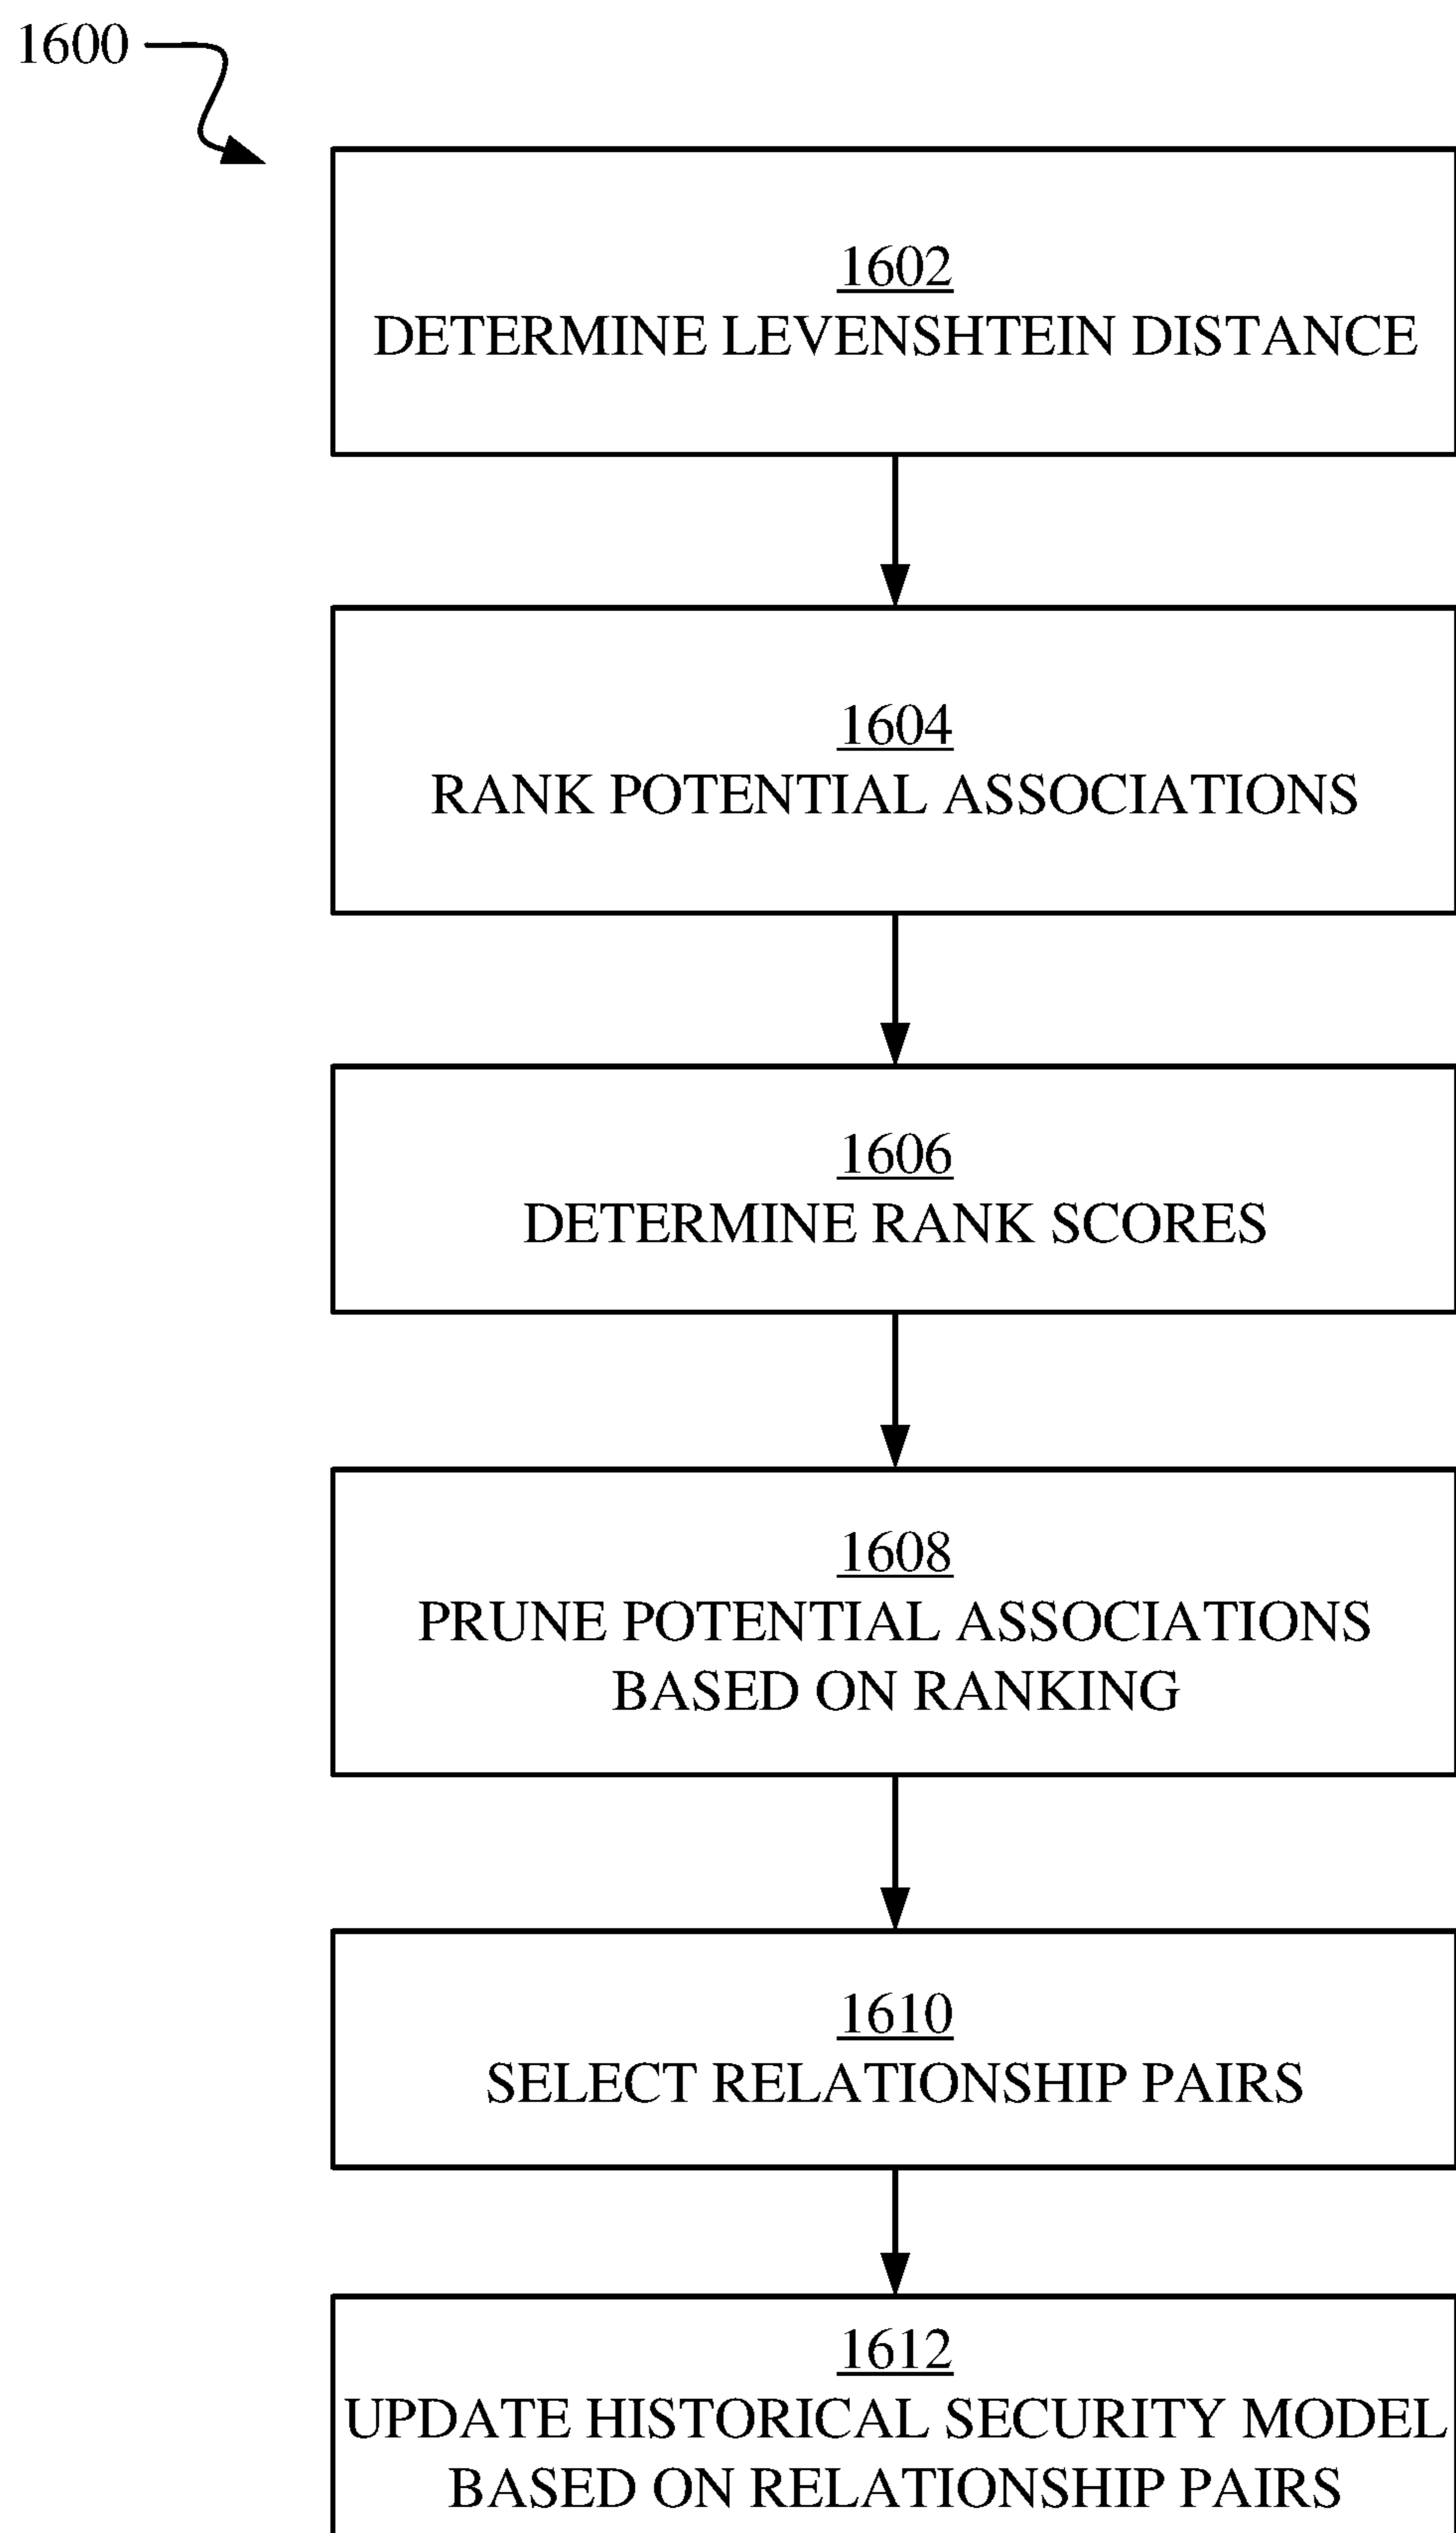 1600
1602
DETERMINE LEVENSHTEIN DISTANCE
1604
RANK POTENTIAL ASSOCIATIONS
1606
DETERMINE RANK SCORES
1608
PRUNE POTENTIAL ASSOCIATIONS
BASED ON RANKING
1610
SELECT RELATIONSHIP PAIRS
1612
UPDATE HISTORICAL SECURITY MODEL
BASED ON RELATIONSHIP PAIRS